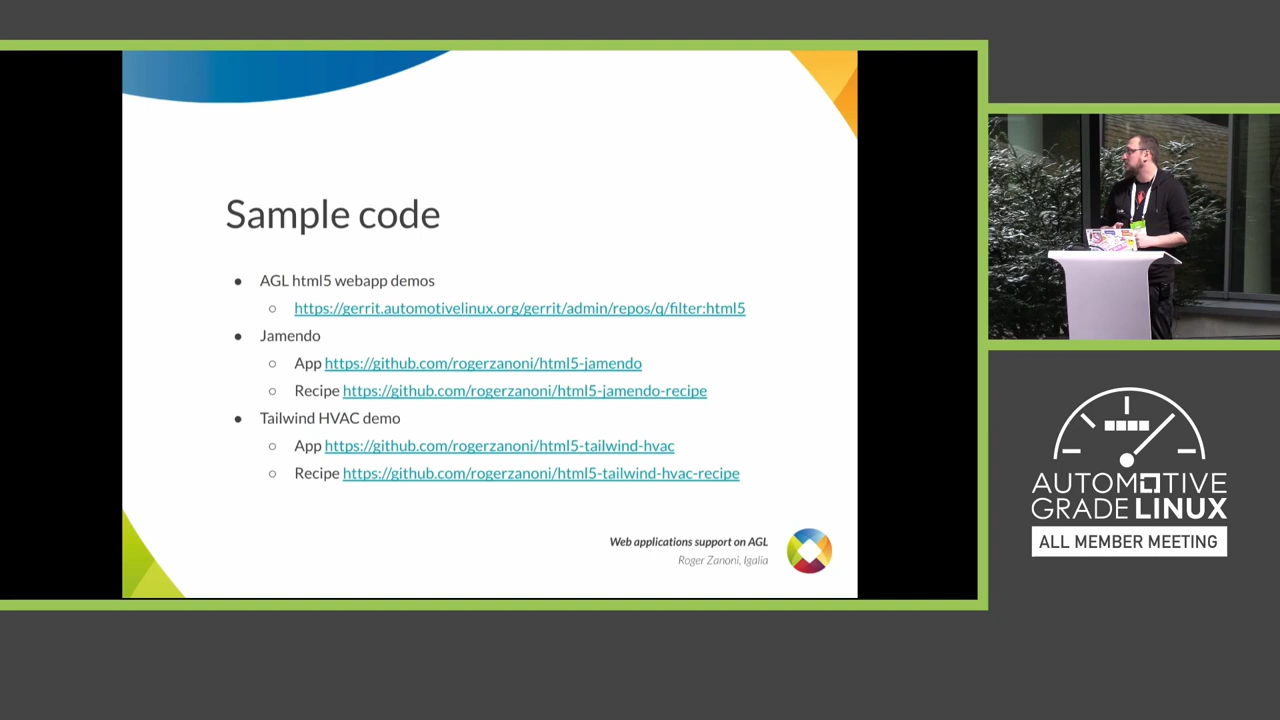 Sample code
● AGL html5 webapp demos
○ https://gerrit.automotivelinux.org/gerrit/admin/repos/q/filter:html5
● Jamendo
○ App https://github.com/rogerzanoni/html5-jamendo
○ Recipe https://github.com/rogerzanoni/html5-jamendo-recipe
● Tailwind HVAC demo
○ App https://github.com/rogerzanoni/html5-tailwind-hvac
○ Recipe https://github.com/rogerzanoni/html5-tailwind-hvac-recipe
Web applications support on AGL
Roger Zanoni, Igalia
AUTOMOTIVE
GRADE LINUX
ALL MEMBER MEETING